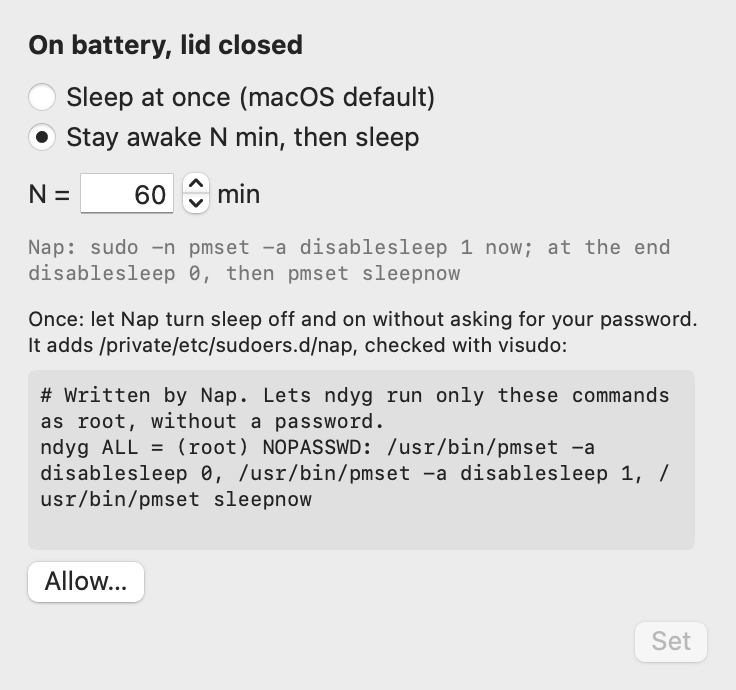 On battery, lid closed
Sleep at once (macOS default)
Stay awake N min, then sleep
N = 60 min
Nap: sudo -n pmset -a disablesleep 1 now; at the end
disablesleep 0, then pmset sleepnow
Once: let Nap turn sleep off and on without asking for your password.
It adds /private/etc/sudoers.d/nap, checked with visudo:
# Written by Nap. Lets ndyg run only these commands
as root, without a password.
ndyg ALL = (root) NOPASSWD: /usr/bin/pmset -a
disablesleep 0, /usr/bin/pmset -a disablesleep 1, /
usr/bin/pmset sleepnow
Allow...
Set